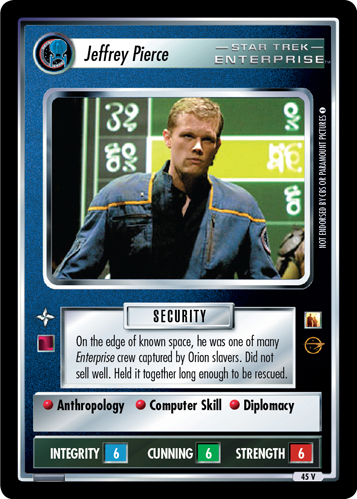 Jeffrey Pierce
STAR TREK
ENTERPRISE™
NOT ENDORSED BY CBS OR PARAMOUNT PICTURES
SECURITY
On the edge of known space, he was one of many
Enterprise crew captured by Orion slavers. Did not
sell well. Held it together long enough to be rescued.
Anthropology Computer Skill Diplomacy
INTEGRITY 6 CUNNING 6 STRENGTH 6
45 V